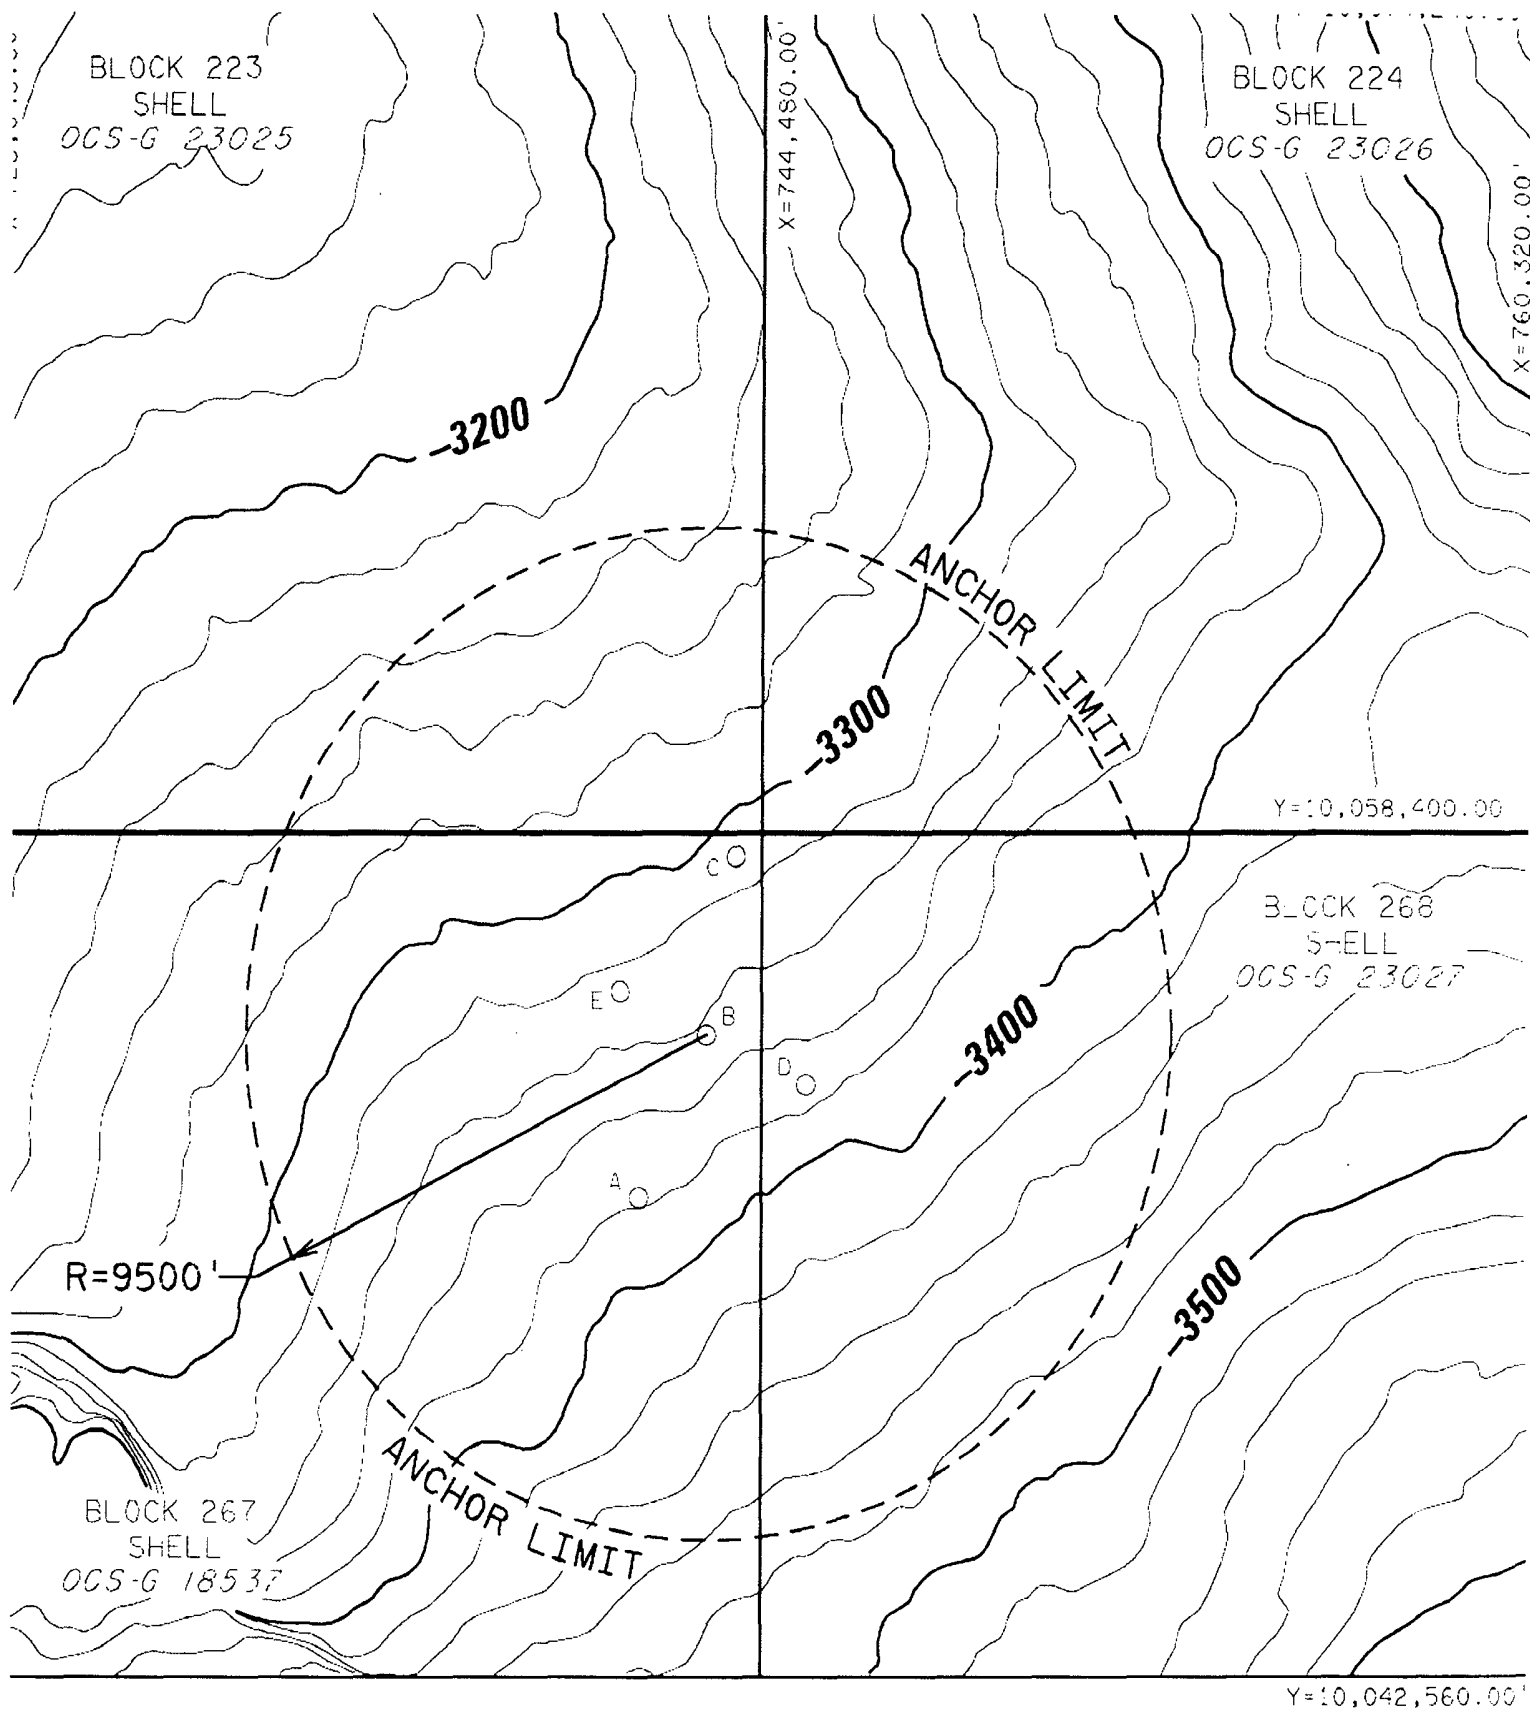 BLOCK 223
SHELL
OCS-G 23025
X=744,480.00'
BLOCK 224
SHELL
OCS-G 23026
X=760,320.00'
-3200
ANCHOR LIMIT
-3300
Y=10,058,400.00
C
BLOCK 268
SHELL
OCS-G 23027
E
B
-3400
D
A
R=9500'
-3500
ANCHOR LIMIT
BLOCK 267
SHELL
OCS-G 18537
Y=10,042,560.00'